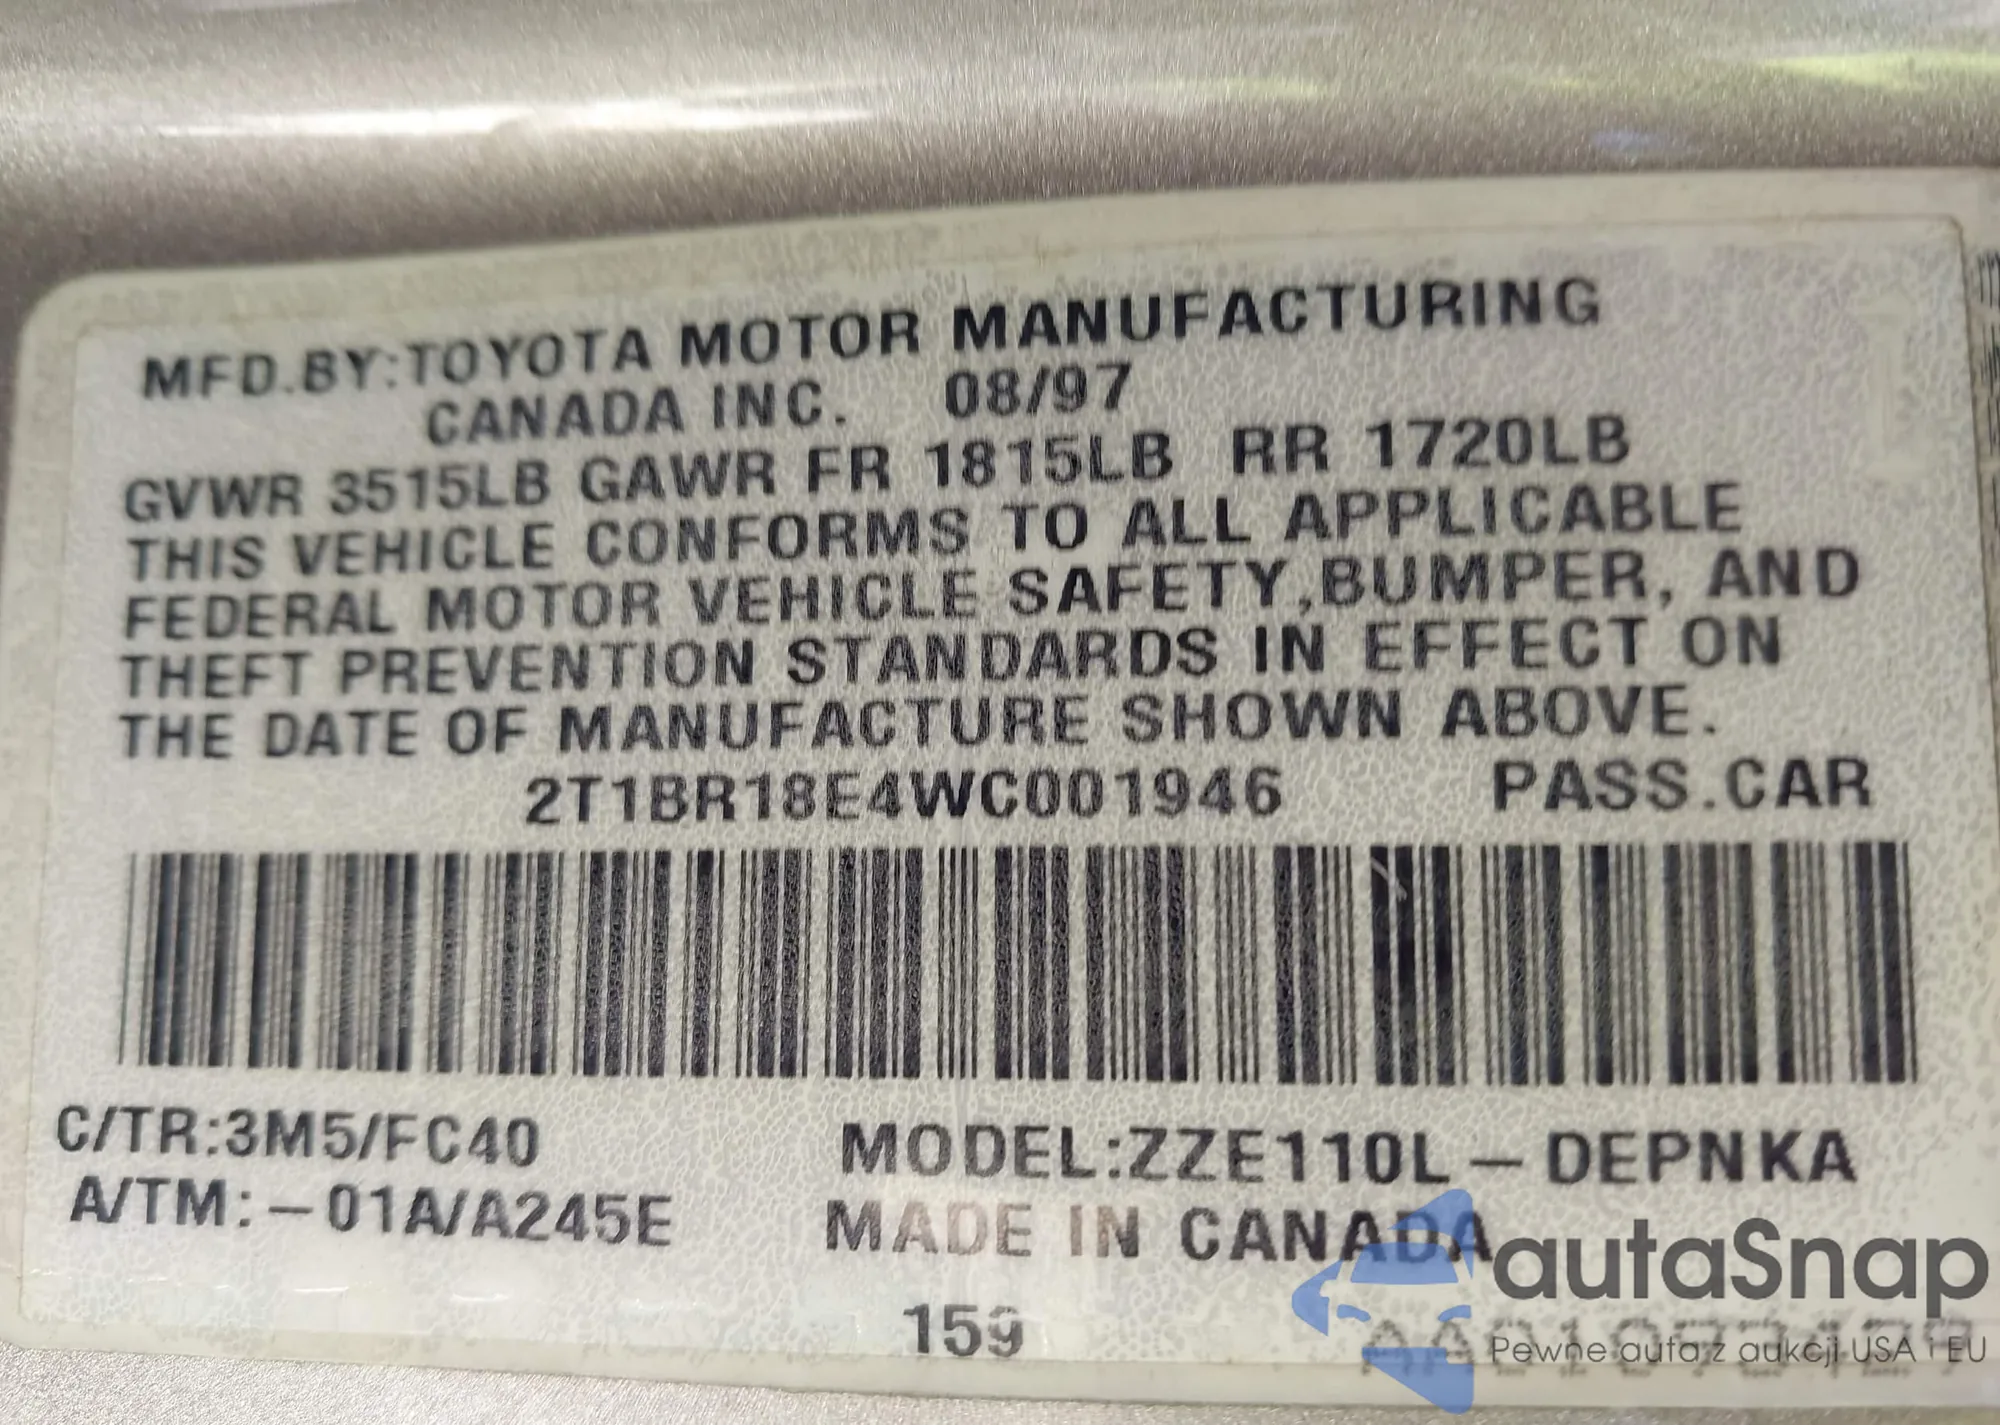 MFD.BY:TOYOTA MOTOR MANUFACTURING
CANADA INC. 08/97
GVWR 3515LB GAWR FR 1815LB RR 1720LB
THIS VEHICLE CONFORMS TO ALL APPLICABLE
FEDERAL MOTOR VEHICLE SAFETY,BUMPER, AND
THEFT PREVENTION STANDARDS IN EFFECT ON
THE DATE OF MANUFACTURE SHOWN ABOVE.
2T1BR18E4WC001946 PASS.CAR
C/TR:3M5/FC40 MODEL:ZZE110L-DEPNKA
A/TM:-01A/A245E MADE IN CANADA
159
autaSnap
Pewne auta z aukcji USA i EU